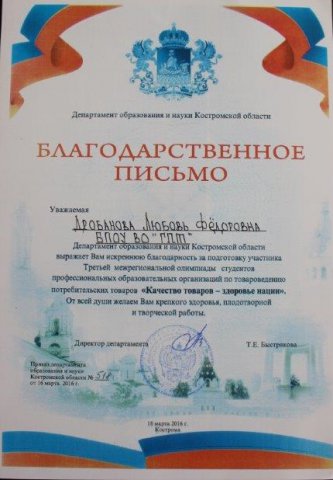 Департамент образования и науки Костромской области
БЛАГОДАРСТВЕННОЕ
ПИСЬМО
Уважаемая
Дробанова Любовь Фёдоровна
БПОУ ВО "ГПТ"
Департамент образования и науки Костромской области
выражает Вам искреннюю благодарность за подготовку участника
Третьей межрегиональной олимпиады студентов
профессиональных образовательных организаций по товароведению
потребительских товаров «Качество товаров – здоровье нации».
От всей души желаем Вам крепкого здоровья, плодотворной
и творческой работы.
Директор департамента Т.Е. Быстрякова
Приказ департамента
образования и науки
Костромской области №
от 16 марта 2016 г.
16 марта 2016 г.
Кострома